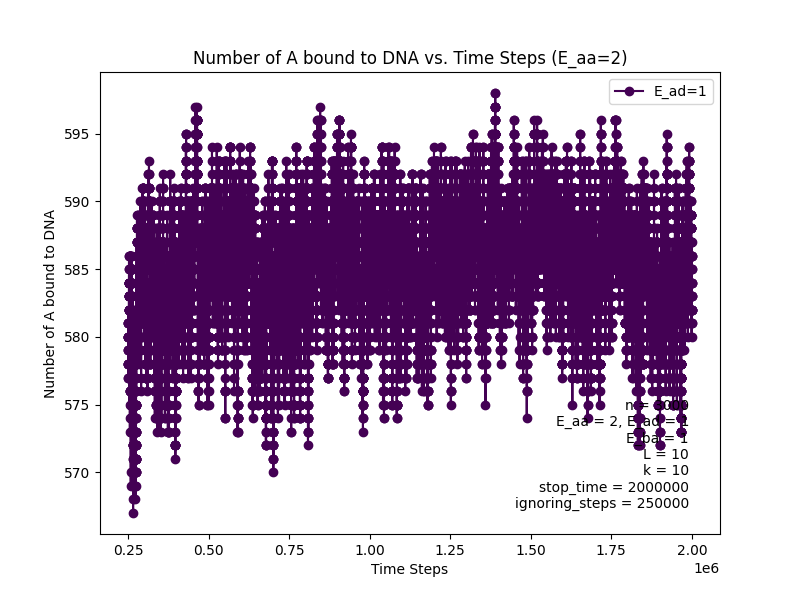 Number of A bound to DNA vs. Time Steps (E_aa=2)
E_ad=1
Number of A bound to DNA
595
590
585
580
575
570
E_aa = 2, E_ad = 1
E_ba = 1
L = 10
k = 10
stop_time = 2000000
ignoring_steps = 250000
0.25
0.50
0.75
1.00
1.25
1.50
1.75
2.00
1e6
Time Steps